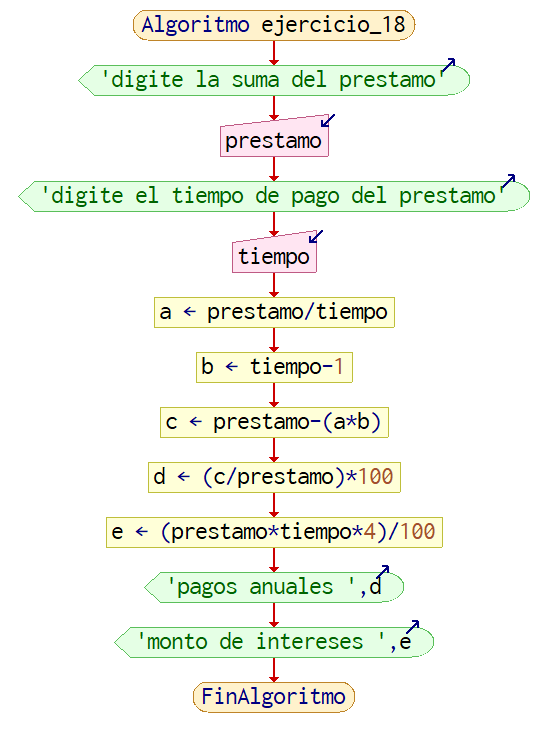 Algoritmo ejercicio_18
'digite la suma del prestamo'
prestamo
'digite el tiempo de pago del prestamo'
tiempo
a ← prestamo/tiempo
b ← tiempo-1
c ← prestamo-(a*b)
d ← (c/prestamo)*100
e ← (prestamo*tiempo*4)/100
'pagos anuales ',d
'monto de intereses ',e
FinAlgoritmo